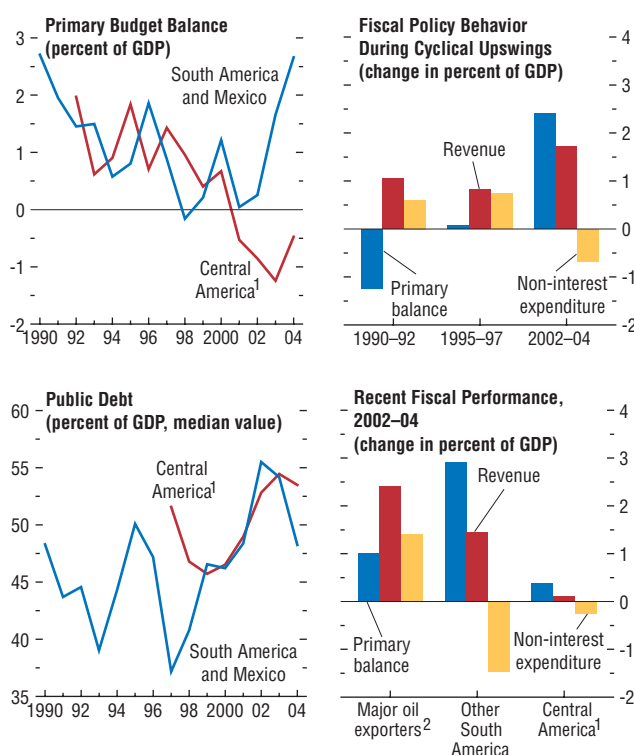 Primary Budget Balance
(percent of GDP)
3
2
1
0
-1
-2
South America
and Mexico
Central
America1
1990 92 94 96 98 2000 02 04
Fiscal Policy Behavior
During Cyclical Upswings
(change in percent of GDP)
4
3
2
1
0
-1
-2
Revenue
Primary
balance
Non-interest
expenditure
1990–92 1995–97 2002–04
Public Debt
(percent of GDP, median value)
60
55
50
45
40
35
Central
America1
South America
and Mexico
1990 92 94 96 98 2000 02 04
Recent Fiscal Performance,
2002–04
(change in percent of GDP)
4
3
2
1
0
-1
-2
Revenue
Primary
balance
Non-interest
expenditure
Major oil
exporters2
Other
South
America
Central
America1